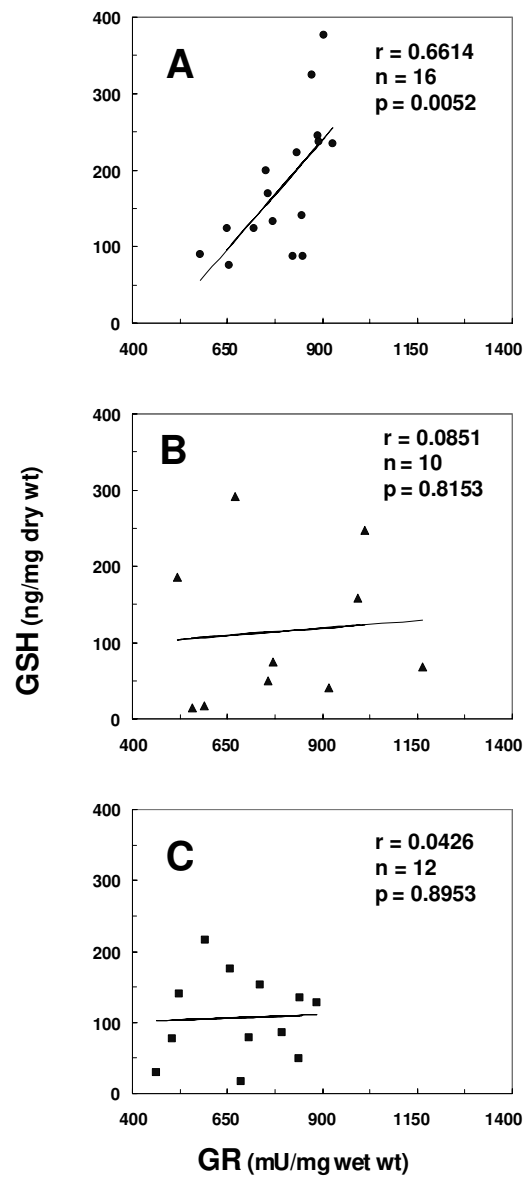 400
A
r = 0.6614
n = 16
p = 0.0052
300
200
100
0
400 650 900 1150 1400
400
B
r = 0.0851
n = 10
p = 0.8153
300
200
100
0
400 650 900 1150 1400
GSH (ng/mg dry wt)
400
C
r = 0.0426
n = 12
p = 0.8953
300
200
100
0
400 650 900 1150 1400
GR (mU/mg wet wt)